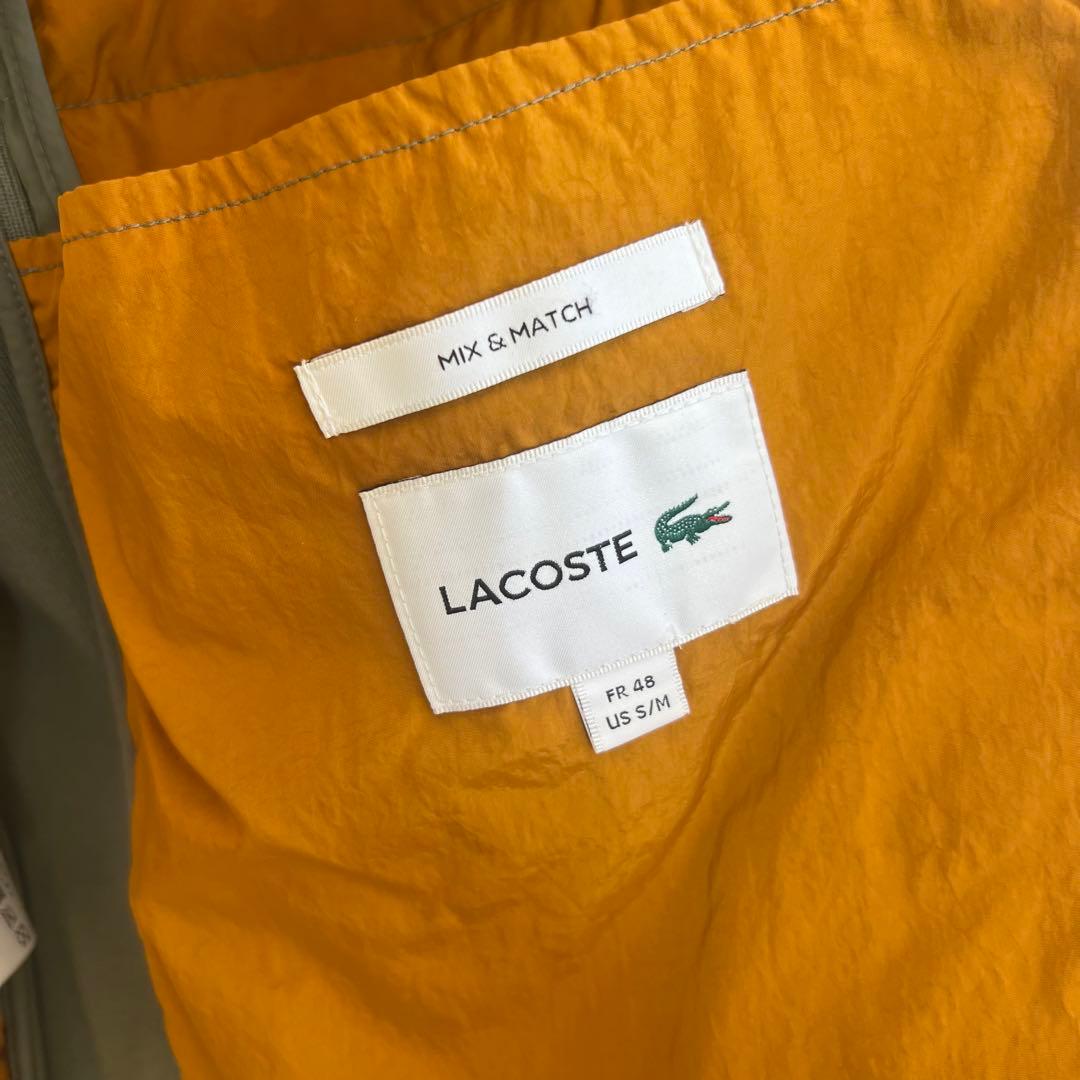 MIX & MATCH
LACOSTE
FR 48
US S/M